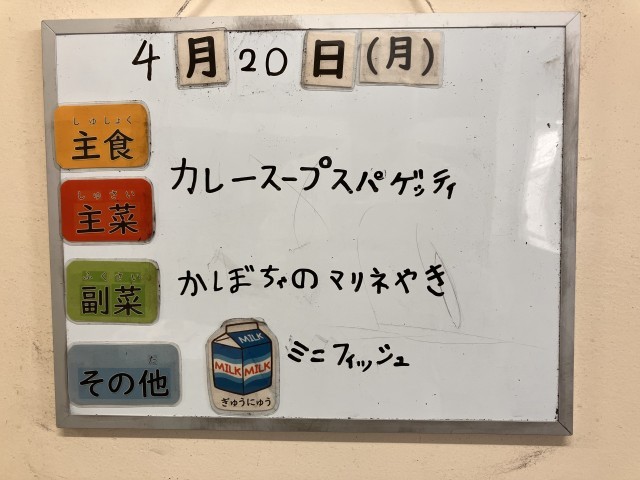 4月20日(月)
しゅしょく
主食
カレースープスパゲッティ
しゅさい
主菜
ふくさい
副菜
かぼちゃのマリネやき
た
その他
MILK
MILK MILK
ぎゅうにゅう
ミニフィッシュ